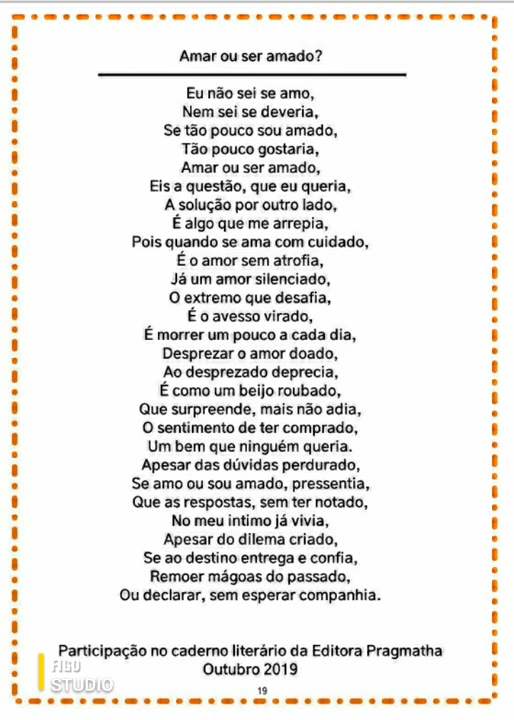 Amar ou ser amado?
Eu não sei se amo,
Nem sei se deveria,
Se tão pouco sou amado,
Tão pouco gostaria,
Amar ou ser amado,
Eis a questão, que eu queria,
A solução por outro lado,
É algo que me arrepia,
Pois quando se ama com cuidado,
É o amor sem atrofia,
Já um amor silenciado,
O extremo que desafia,
É o avesso virado,
É morrer um pouco a cada dia,
Desprezar o amor doado,
Ao desprezado deprecia,
É como um beijo roubado,
Que surpreende, mais não adia,
O sentimento de ter comprado,
Um bem que ninguém queria.
Apesar das dúvidas perdurado,
Se amo ou sou amado, pressentia,
Que as respostas, sem ter notado,
No meu intimo já vivia,
Apesar do dilema criado,
Se ao destino entrega e confia,
Remoer mágoas do passado,
Ou declarar, sem esperar companhia.
Participação no caderno literário da Editora Pragmatha
Outubro 2019
FIGO
STUDIO
19